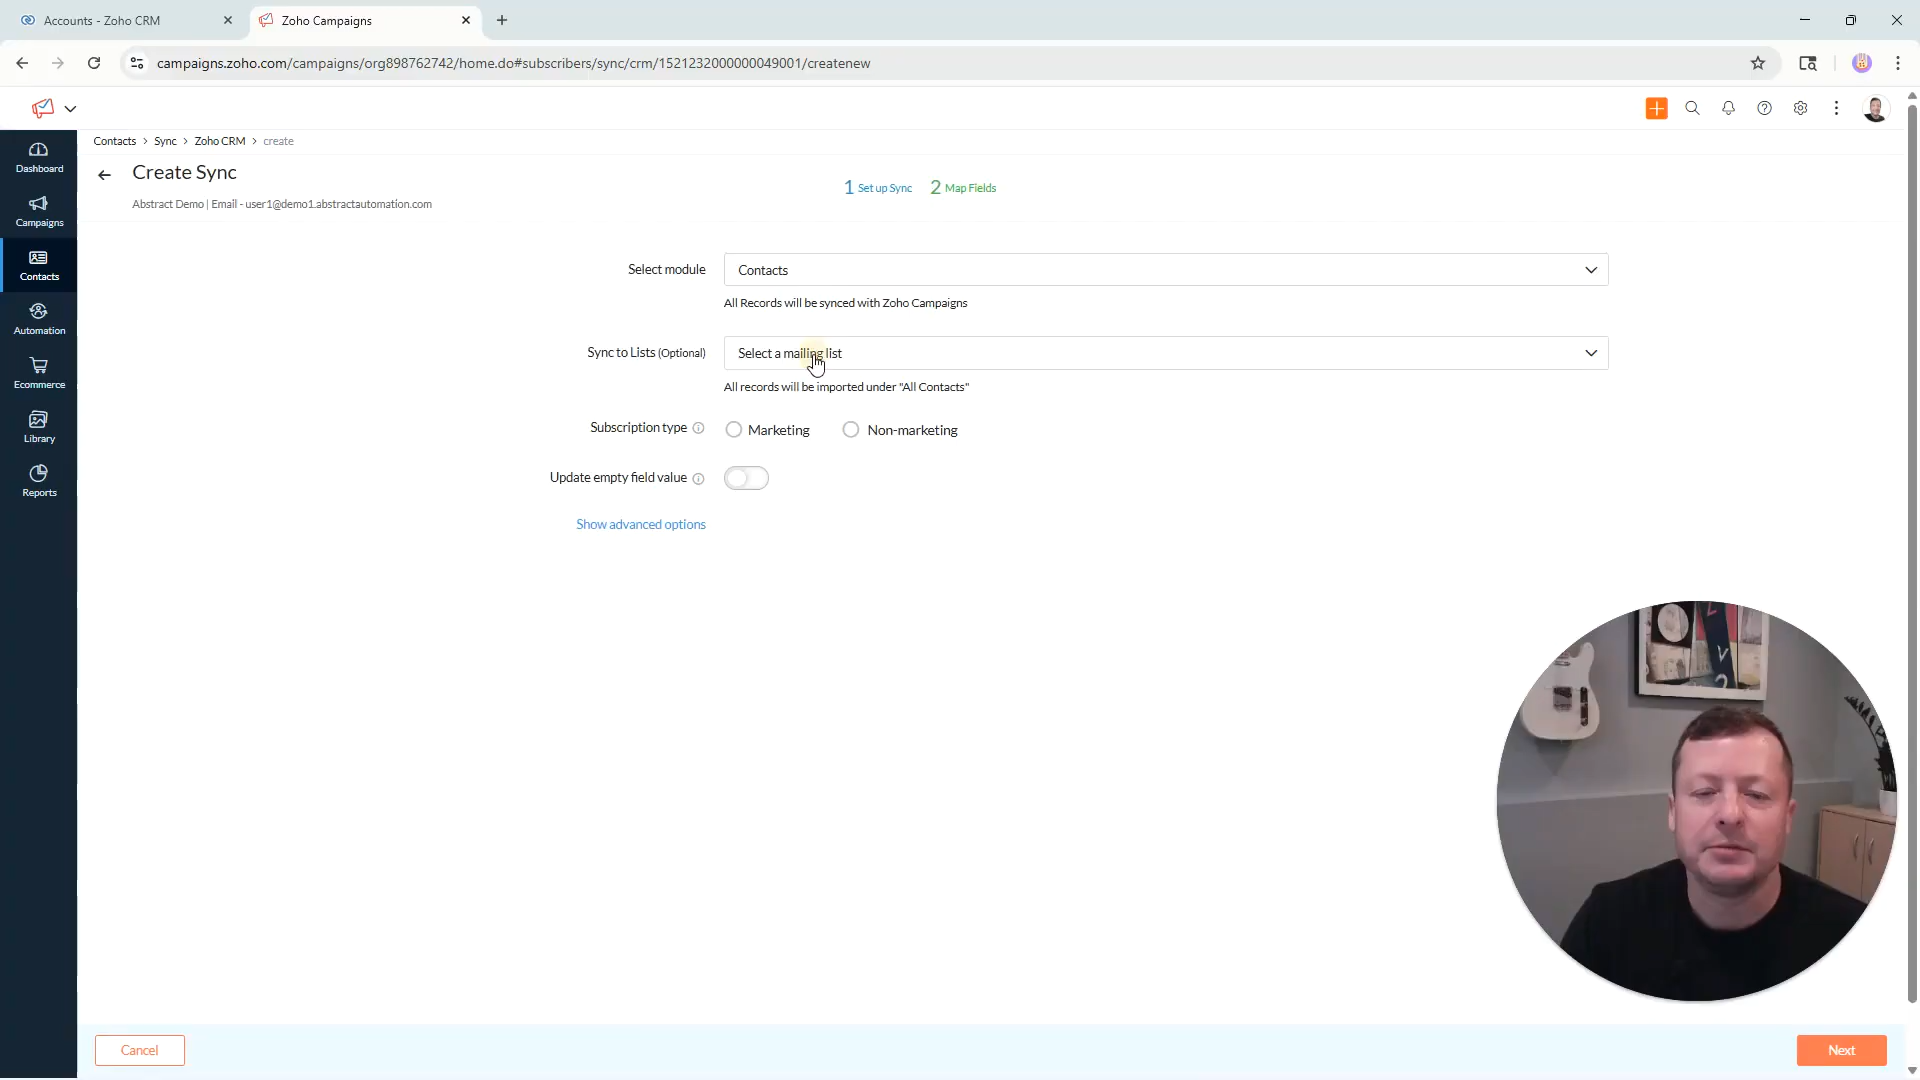 Accounts - Zoho CRM
Zoho Campaigns
campaigns.zoho.com/campaigns/org898762742/home.do#subscribers/sync/crm/1521232000000049001/createnew
Contacts > Sync > Zoho CRM > create
Create Sync
Abstract Demo | Email - user1@demo1.abstractautomation.com
1 Set up Sync 2 Map Fields
Dashboard
Campaigns
Contacts
Automation
Ecommerce
Library
Reports
Select module
Contacts
All Records will be synced with Zoho Campaigns
Sync to Lists (Optional)
Select a mailing list
All records will be imported under "All Contacts"
Subscription type
Marketing
Non-marketing
Update empty field value
Show advanced options
Cancel
Next